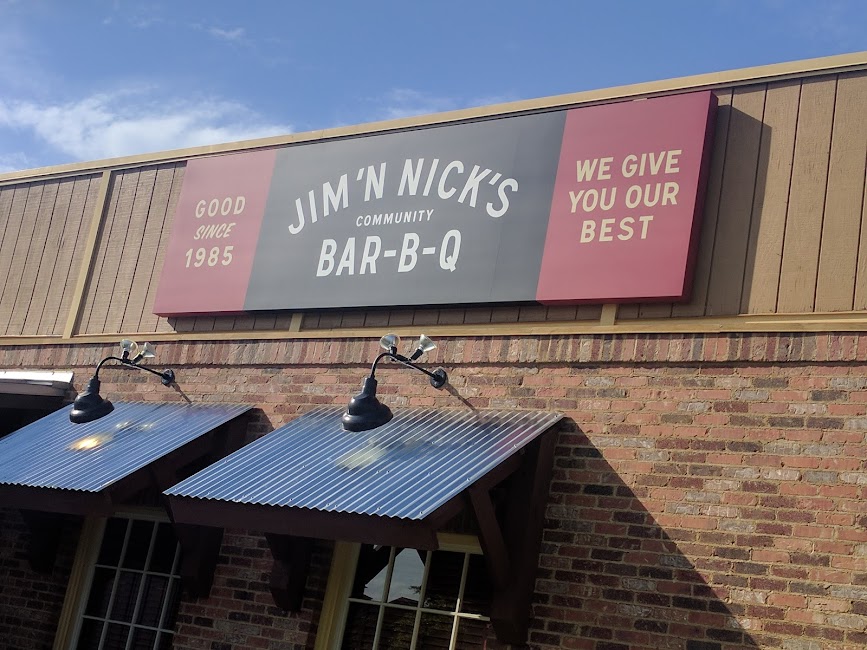 GOOD
SINCE
1985
JIM 'N NICK'S
COMMUNITY
BAR-B-Q
WE GIVE
YOU OUR
BEST